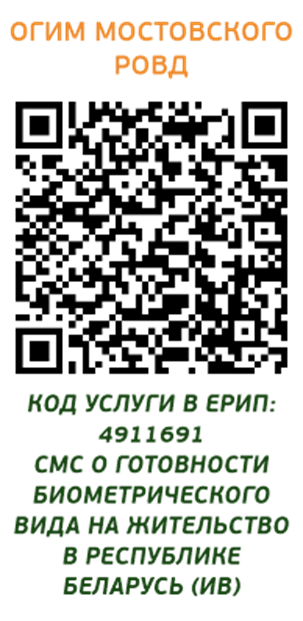 ОГИМ МОСТОВСКОГО
РОВД
КОД УСЛУГИ В ЕРИП:
4911691
СМС О ГОТОВНОСТИ
БИОМЕТРИЧЕСКОГО
ВИДА НА ЖИТЕЛЬСТВО
В РЕСПУБЛИКЕ
БЕЛАРУСЬ (ИВ)